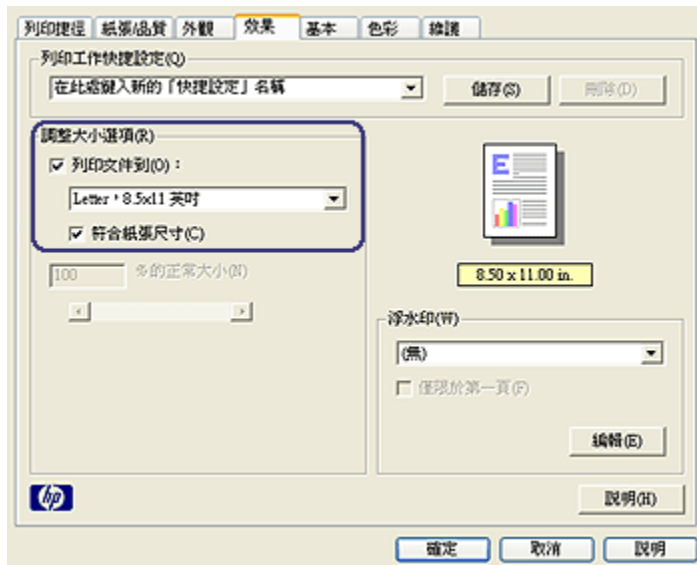 列印捷徑 紙張/品質 外觀 效果 基本 色彩 維護
列印工作快捷設定(Q)
在此處鍵入新的「快捷設定」名稱
儲存(S)
刪除(D)
調整大小選項(R)
列印文件到(O)：
Letter，8.5x11 英吋
符合紙張尺寸(C)
100 %的正常大小(N)
E
8.50 x 11.00 in.
浮水印(W)
(無)
僅限於第一頁(F)
編輯(E)
hp
說明(H)
確定 取消 說明